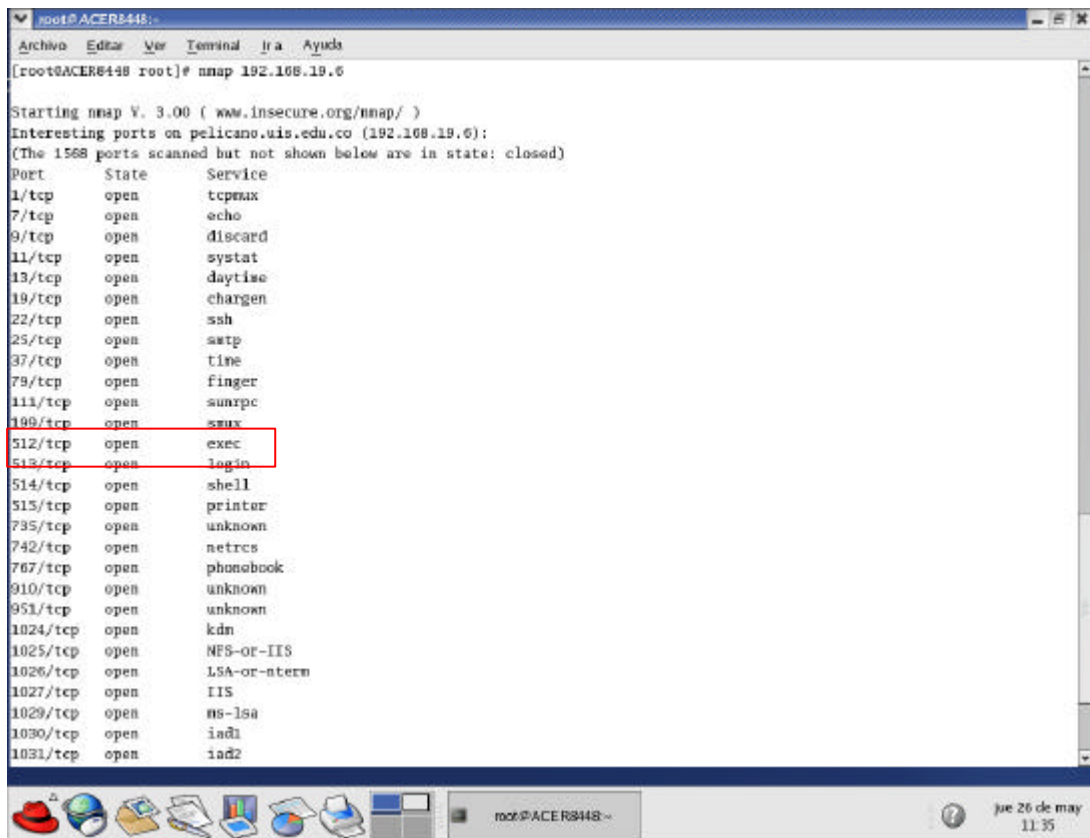 root@ACER8448:~
Archivo Editar Ver Terminal Ir a Ayuda
[root@ACER8448 root]# nmap 192.168.19.6
Starting nmap V. 3.00 ( www.insecure.org/nmap/ )
Interesting ports on pelicano.uis.edu.co (192.168.19.6):
(The 1568 ports scanned but not shown below are in state: closed)
Port State Service
1/tcp open tcpmux
7/tcp open echo
9/tcp open discard
11/tcp open systat
13/tcp open daytime
19/tcp open chargen
22/tcp open ssh
25/tcp open smtp
37/tcp open time
79/tcp open finger
111/tcp open sunrpc
199/tcp open smux
512/tcp open exec
513/tcp open login
514/tcp open shell
515/tcp open printer
735/tcp open unknown
742/tcp open netrcs
767/tcp open phonebook
910/tcp open unknown
951/tcp open unknown
1024/tcp open kdm
1025/tcp open NFS-or-IIS
1026/tcp open LSA-or-nterm
1027/tcp open IIS
1029/tcp open ms-lsa
1030/tcp open iad1
1031/tcp open iad2
root@ACER8448:~
jue 26 de may
11:35